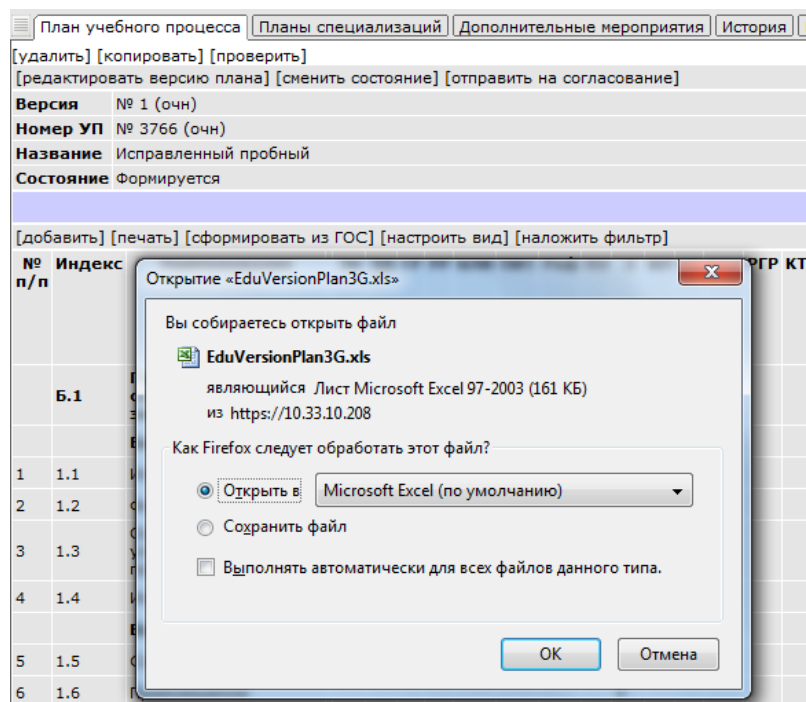 План учебного процесса Планы специализаций Дополнительные мероприятия История
[удалить] [копировать] [проверить]
[редактировать версию плана] [сменить состояние] [отправить на согласование]
Версия № 1 (очн)
Номер УП № 3766 (очн)
Название Исправленный пробный
Состояние Формируется
[добавить] [печать] [сформировать из ГОС] [настроить вид] [наложить фильтр]
№ п/п Индекс РГР КТ
Открытие «EduVersionPlan3G.xls»
Вы собираетесь открыть файл
EduVersionPlan3G.xls
являющийся Лист Microsoft Excel 97-2003 (161 КБ)
из https://10.33.10.208
Как Firefox следует обработать этот файл?
Открыть в Microsoft Excel (по умолчанию)
Сохранить файл
Выполнять автоматически для всех файлов данного типа.
OK Отмена
Б.1
1 1.1
2 1.2
3 1.3
4 1.4
5 1.5
6 1.6